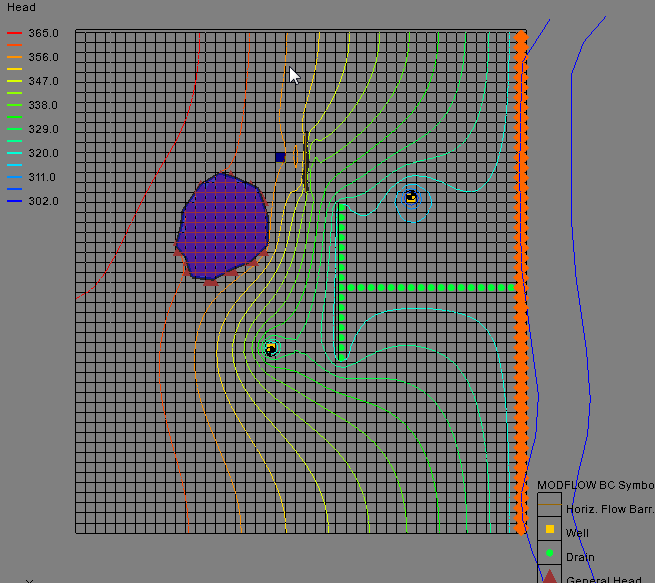 Head
365.0
356.0
347.0
338.0
329.0
320.0
311.0
302.0
MODFLOW BC Symbo
Horiz. Flow Barr.
Well
Drain
General Head